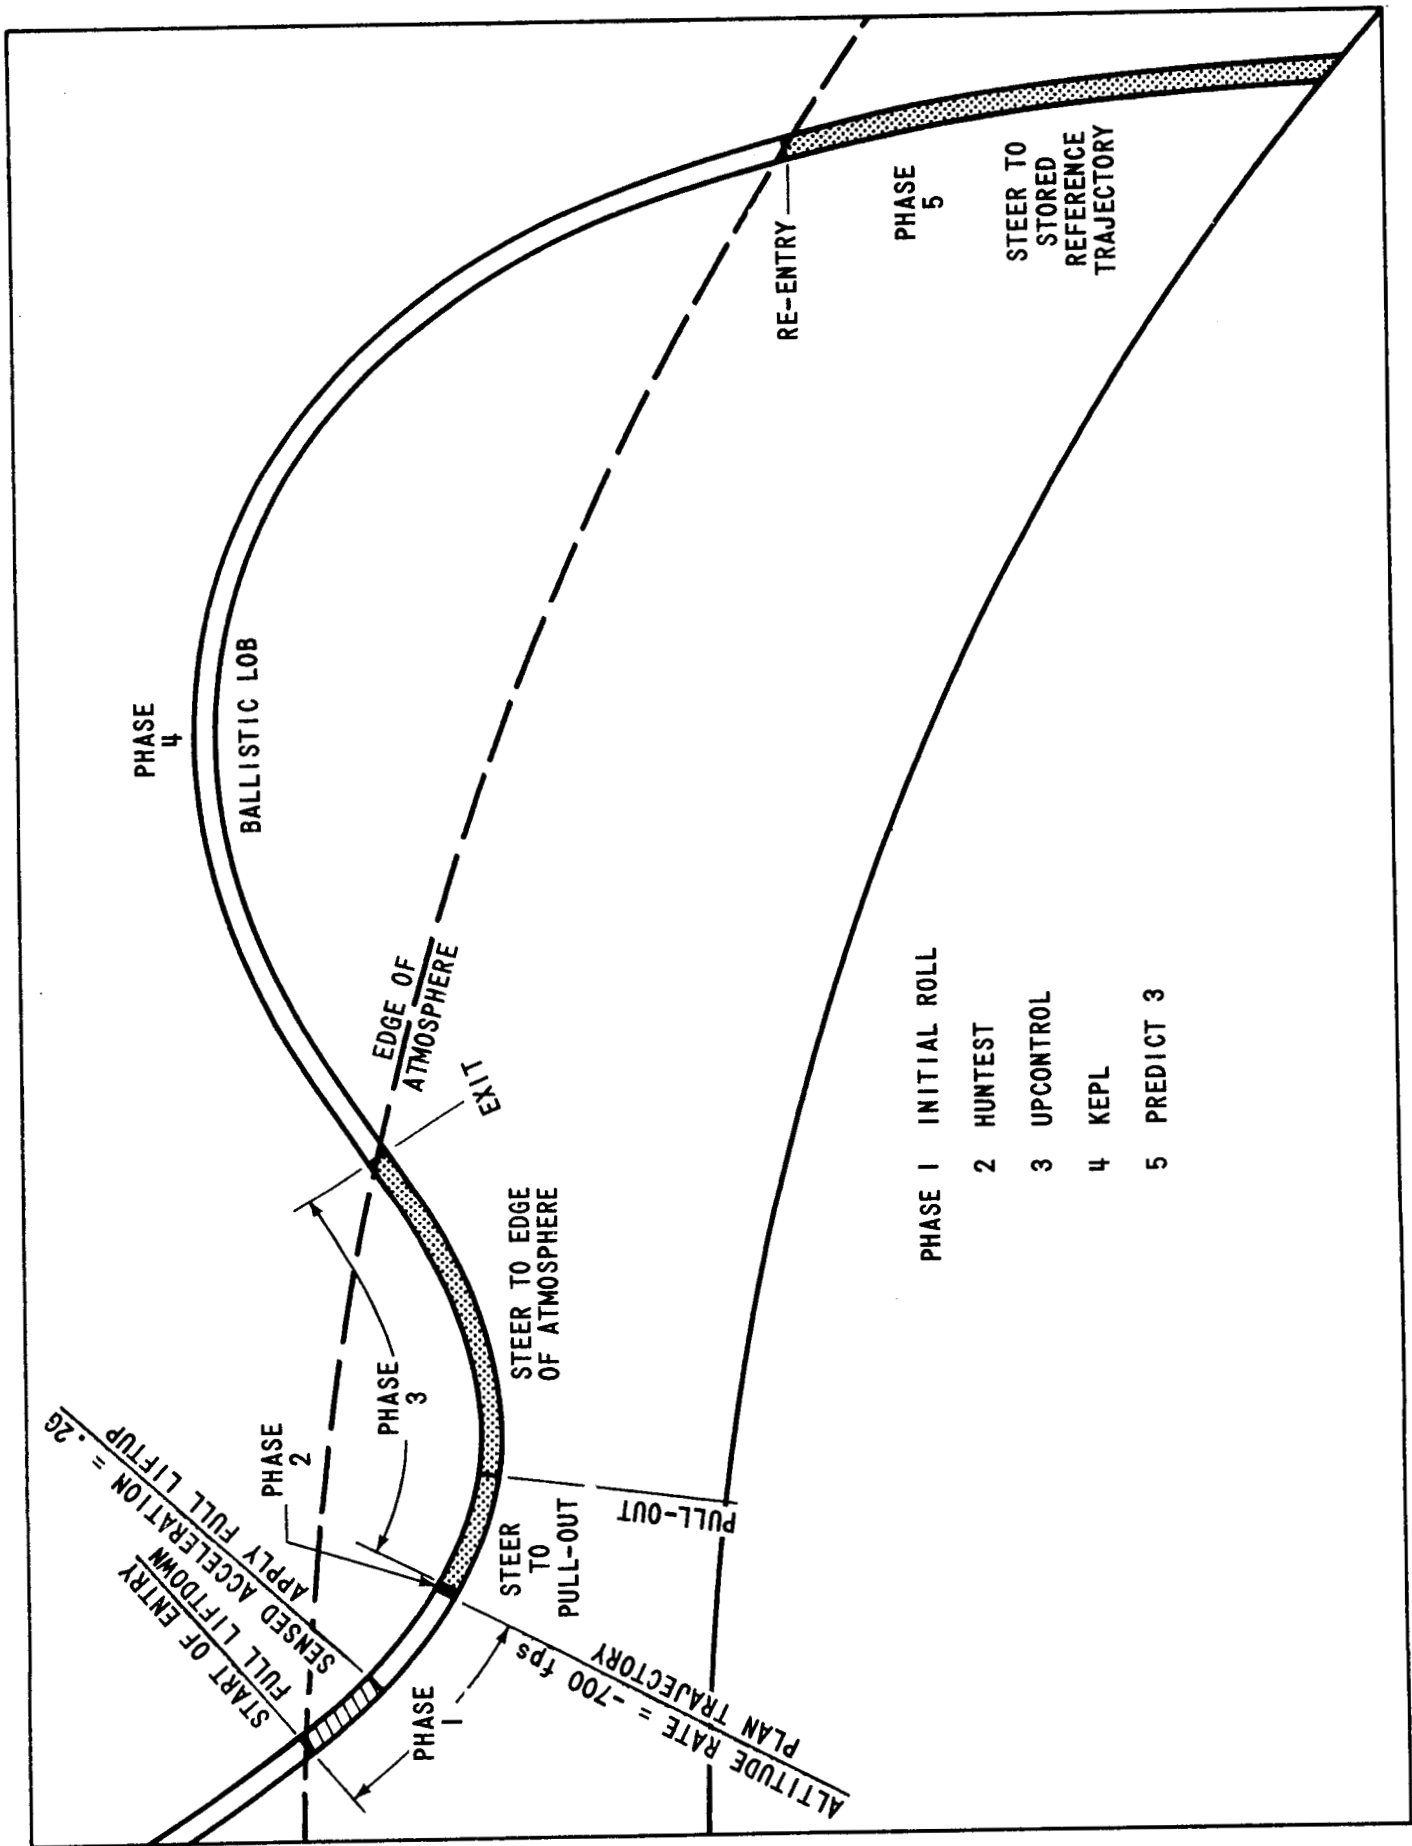 START OF ENTRY
FULL LIFTDOWN
SENSED ACCELERATION = .2G
APPLY FULL LIFTUP
PHASE
1
PHASE
2
PHASE
3
ALTITUDE RATE = -700 fps
PLAN TRAJECTORY
STEER
TO
PULL-OUT
PULL-OUT
STEER TO EDGE
OF ATMOSPHERE
EXIT
EDGE OF
ATMOSPHERE
PHASE
4
BALLISTIC LOB
RE-ENTRY
PHASE
5
STEER TO
STORED
REFERENCE
TRAJECTORY
PHASE 1 INITIAL ROLL
2 HUNTEST
3 UPCONTROL
4 KEPL
5 PREDICT 3